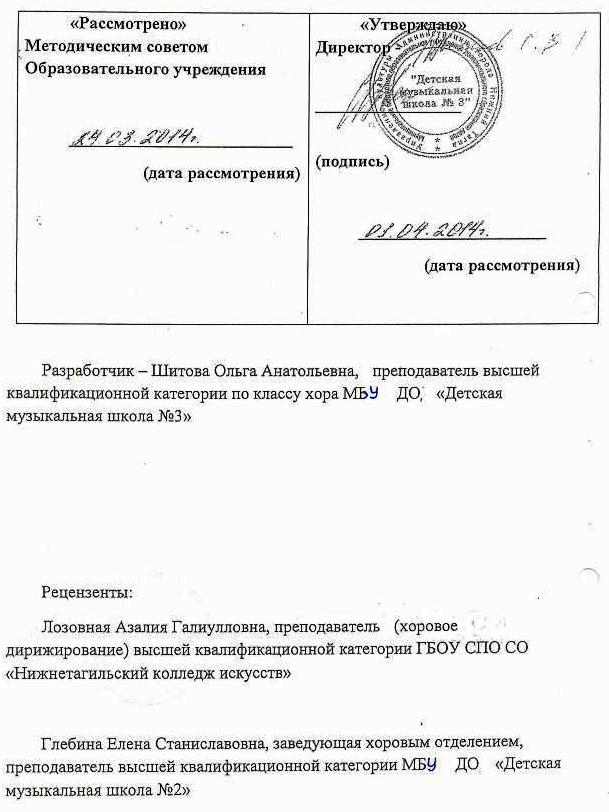 «Рассмотрено»
Методическим советом
Образовательного учреждения
24 03. 2014г.
(дата рассмотрения)
«Утверждаю»
Директор
"Детская
музыкальная
школа № 3"
(подпись)
01.04.2014г.
(дата рассмотрения)
Разработчик – Шитова Ольга Анатольевна, преподаватель высшей
квалификационной категории по классу хора МБУ ДО, «Детская
музыкальная школа №3»
Рецензенты:
Лозовная Азалия Галиулловна, преподаватель (хоровое
дирижирование) высшей квалификационной категории ГБОУ СПО СО
«Нижнетагильский колледж искусств»
Глебина Елена Станиславовна, заведующая хоровым отделением,
преподаватель высшей квалификационной категории МБУ ДО «Детская
музыкальная школа №2»